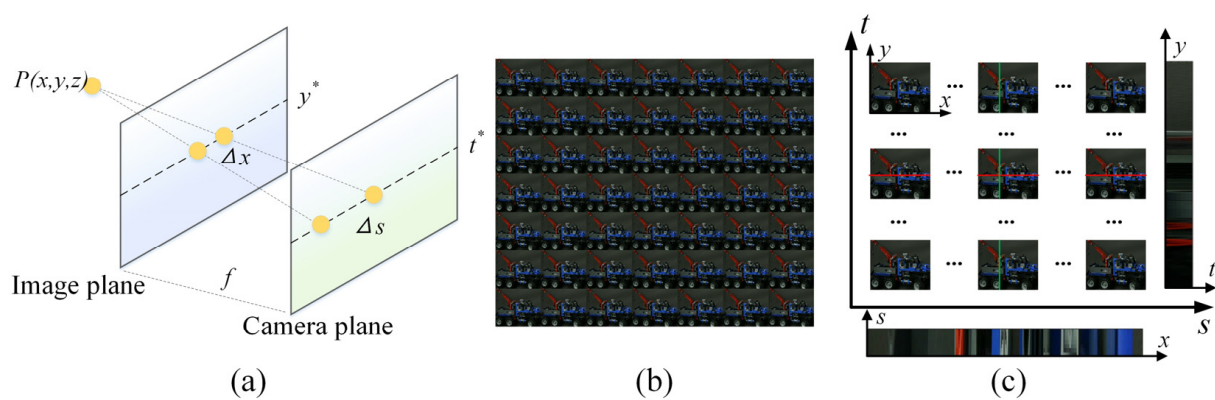 P(x,y,z)
y*
t*
Δx
Δs
Image plane
f
Camera plane
(a)
(b)
t
y
x
...
...
...
...
...
...
...
...
...
...
...
...
y
t
s
s
x
(c)